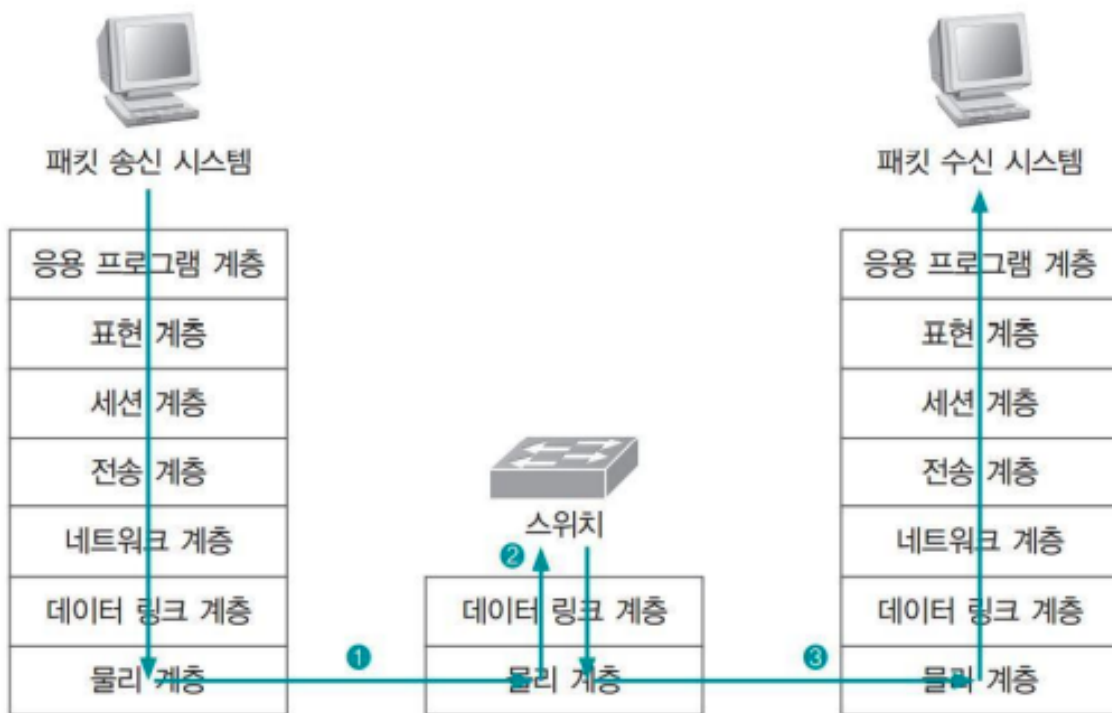 패킷 송신 시스템
패킷 수신 시스템
응용 프로그램 계층
표현 계층
세션 계층
전송 계층
네트워크 계층
데이터 링크 계층
물리 계층
스위치
❷
데이터 링크 계층
물리 계층
❶
❸
응용 프로그램 계층
표현 계층
세션 계층
전송 계층
네트워크 계층
데이터 링크 계층
물리 계층